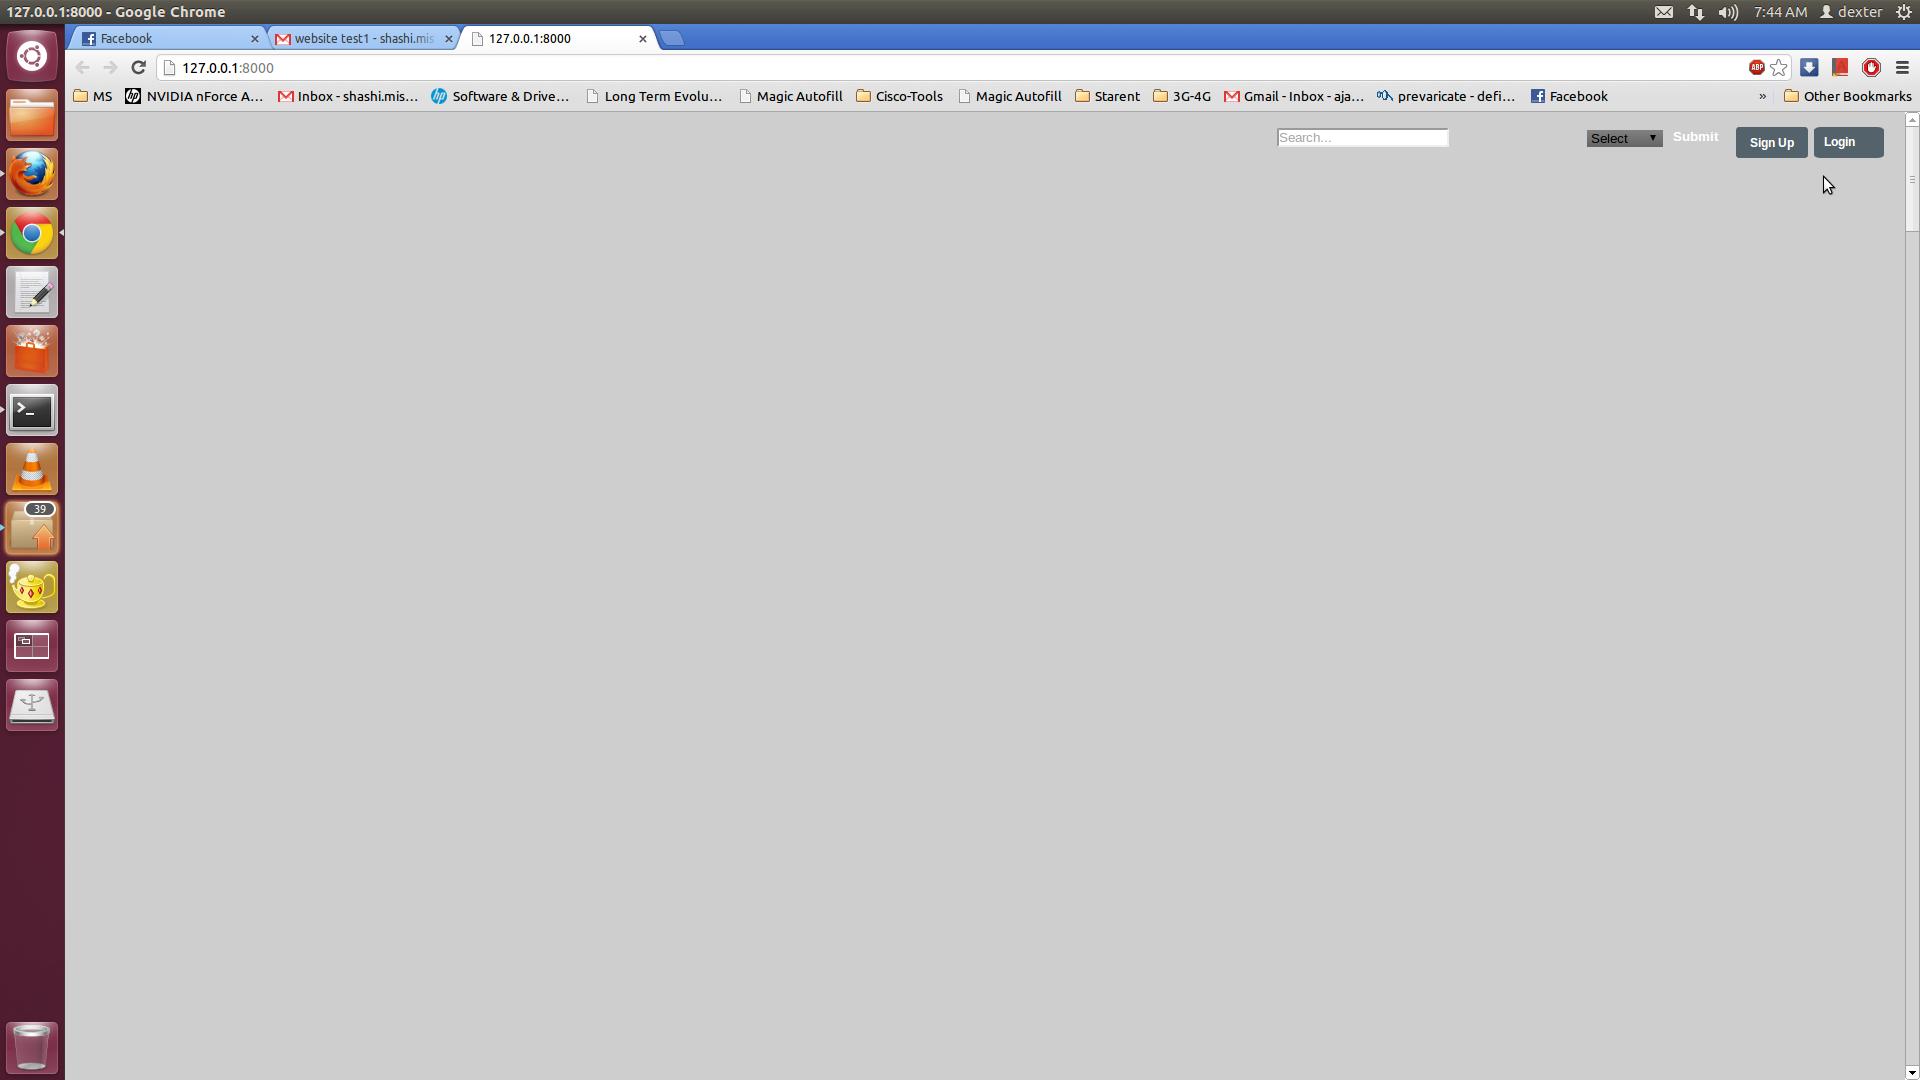 127.0.0.1:8000 - Google Chrome
7:44 AM dexter
Facebook
website test1 - shashi.mis
127.0.0.1:8000
127.0.0.1:8000
ABP
MS
NVIDIA nForce A...
Inbox - shashi.mis...
Software & Drive...
Long Term Evolu...
Magic Autofill
Cisco-Tools
Magic Autofill
Starent
3G-4G
Gmail - Inbox - aja...
prevaricate - defi...
Facebook
»
Other Bookmarks
Search...
Select
Submit
Sign Up
Login
39